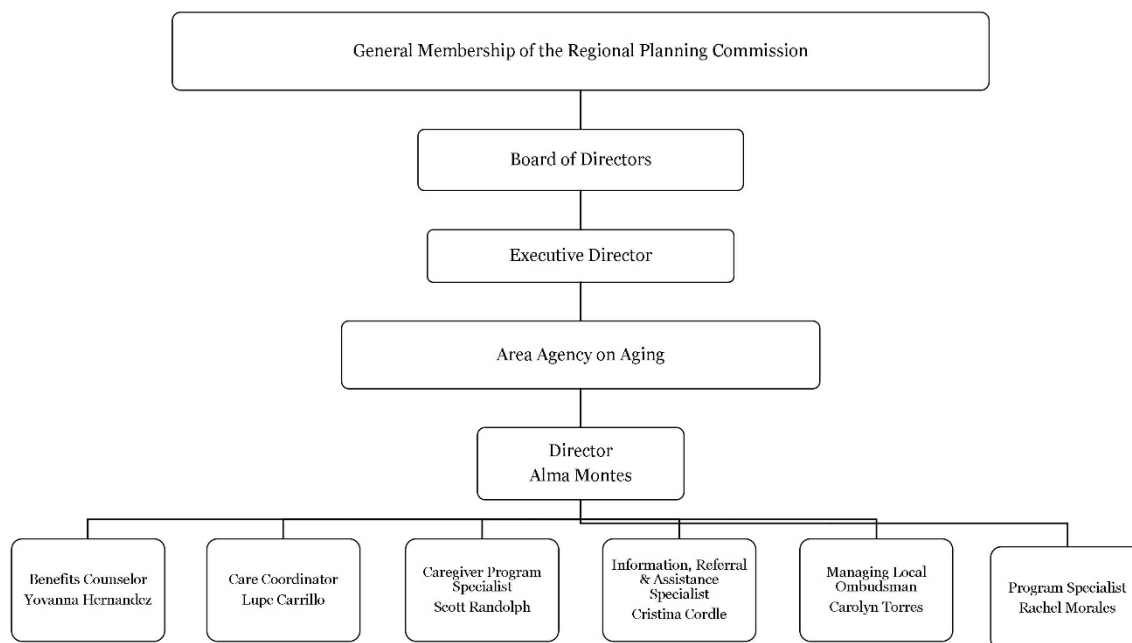 General Membership of the Regional Planning Commission
Board of Directors
Executive Director
Area Agency on Aging
Director
Alma Montes
Benefits Counselor
Yovanna Hernandez
Care Coordinator
Lupe Carrillo
Caregiver Program
Specialist
Scott Randolph
Information, Referral
& Assistance
Specialist
Cristina Cordle
Managing Local
Ombudsman
Carolyn Torres
Program Specialist
Rachel Morales